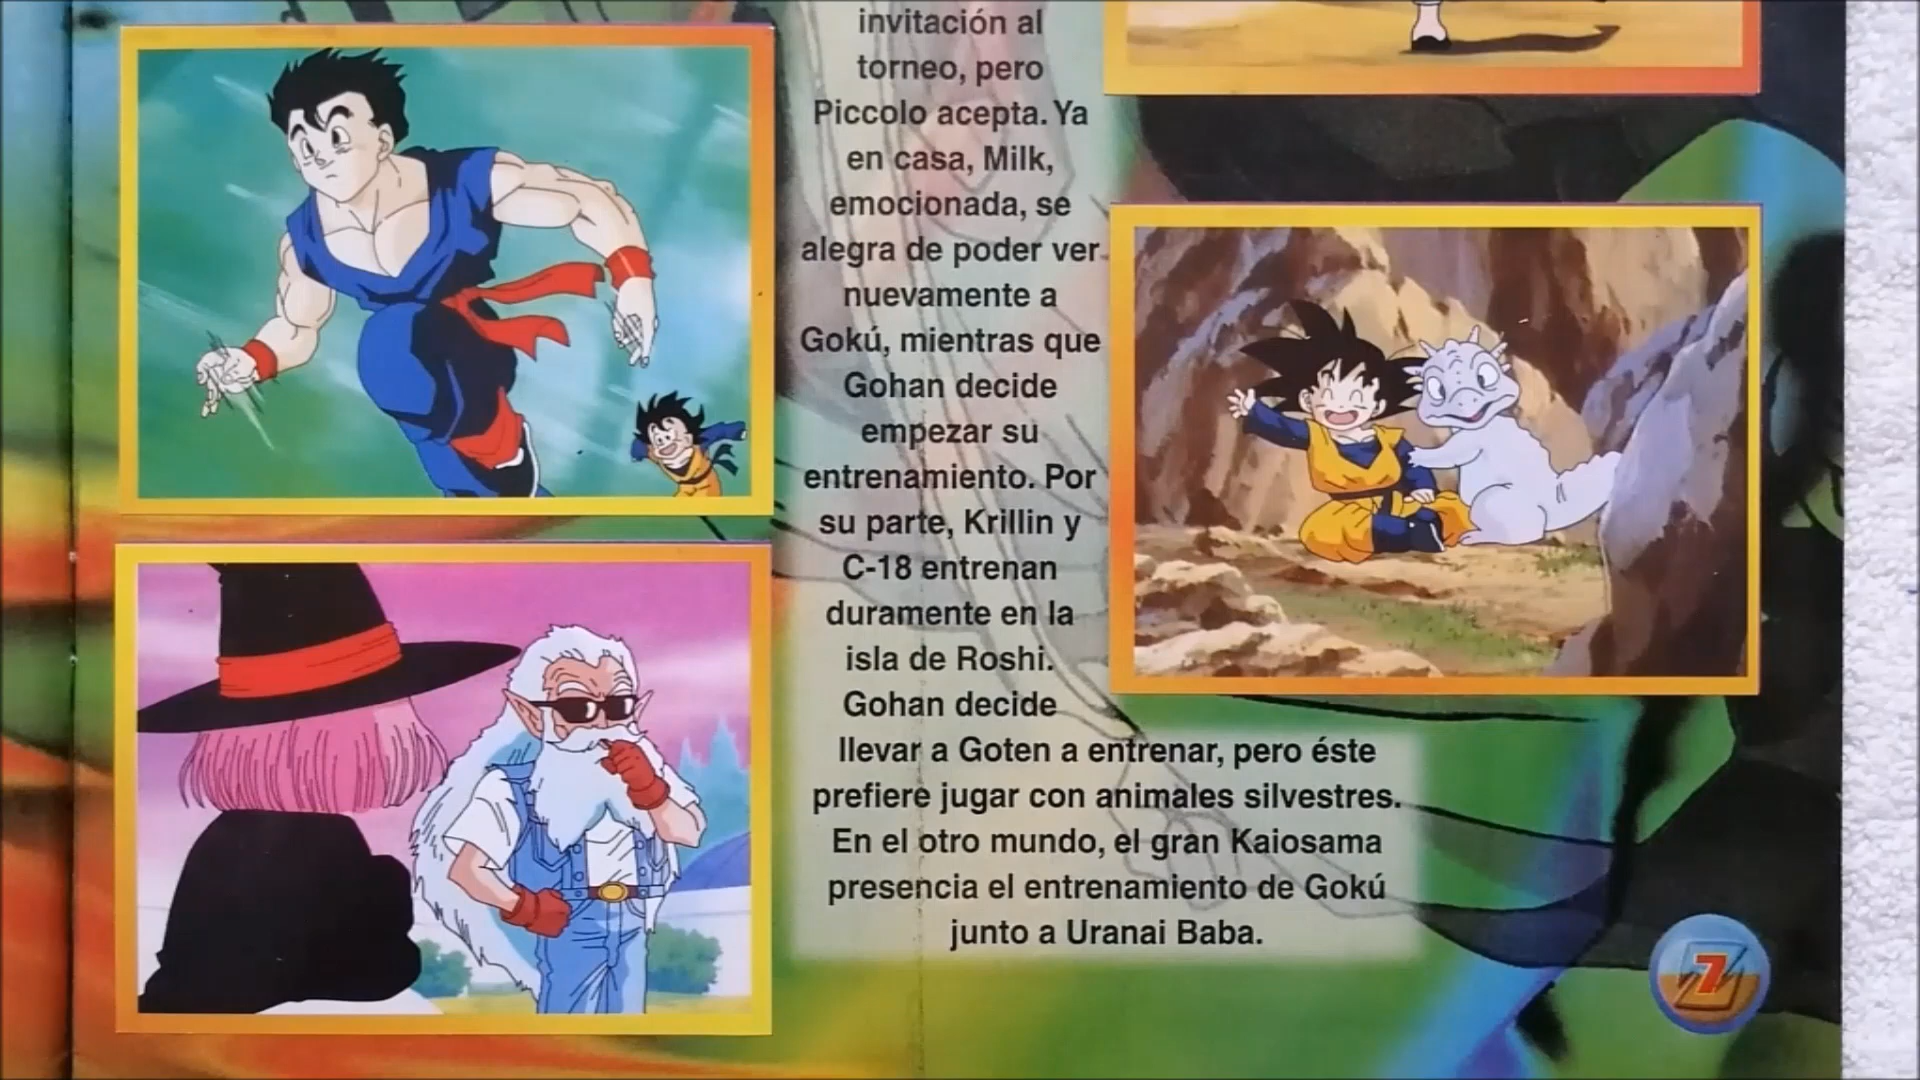 invitación al
torneo, pero
Piccolo acepta. Ya
en casa, Milk,
emocionada, se
alegra de poder ver
nuevamente a
Gokú, mientras que
Gohan decide
empezar su
entrenamiento. Por
su parte, Krillin y
C-18 entrenan
duramente en la
isla de Roshi.
Gohan decide
llevar a Goten a entrenar, pero éste
prefiere jugar con animales silvestres.
En el otro mundo, el gran Kaiosama
presencia el entrenamiento de Gokú
junto a Uranai Baba.
7